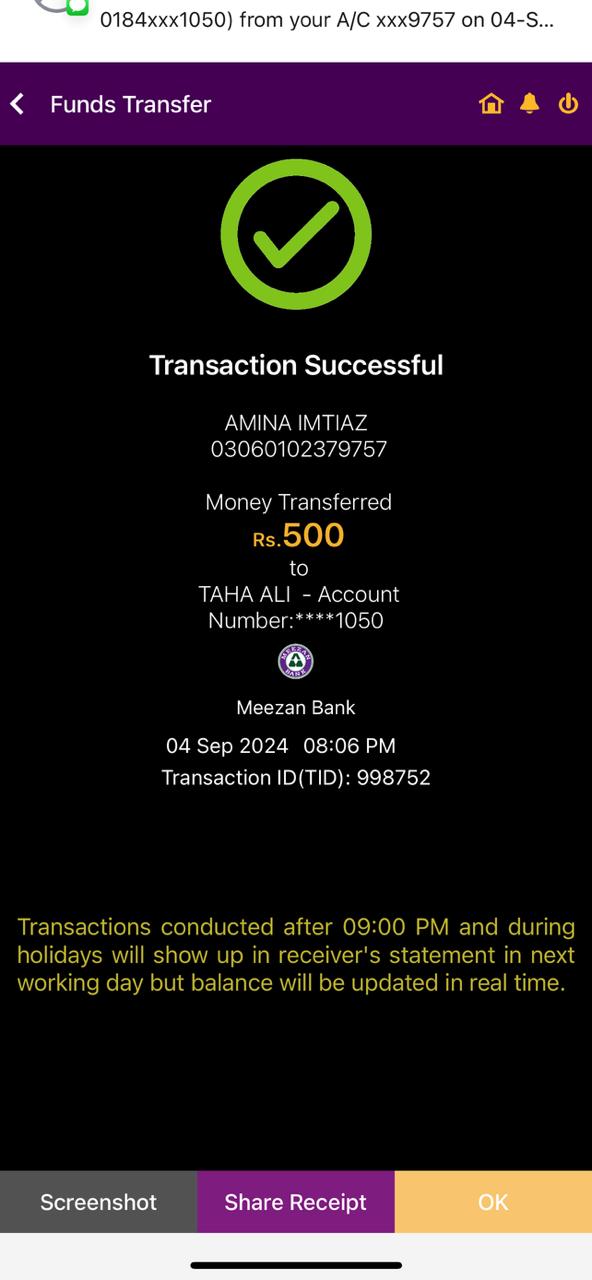 0184xxx1050) from your A/C xxx9757 on 04-S...
Funds Transfer
Transaction Successful
AMINA IMTIAZ
03060102379757
Money Transferred
Rs.500
to
TAHA ALI - Account
Number:****1050
MEEZAN BANK
Meezan Bank
04 Sep 2024 08:06 PM
Transaction ID(TID): 998752
Transactions conducted after 09:00 PM and during
holidays will show up in receiver's statement in next
working day but balance will be updated in real time.
Screenshot Share Receipt OK